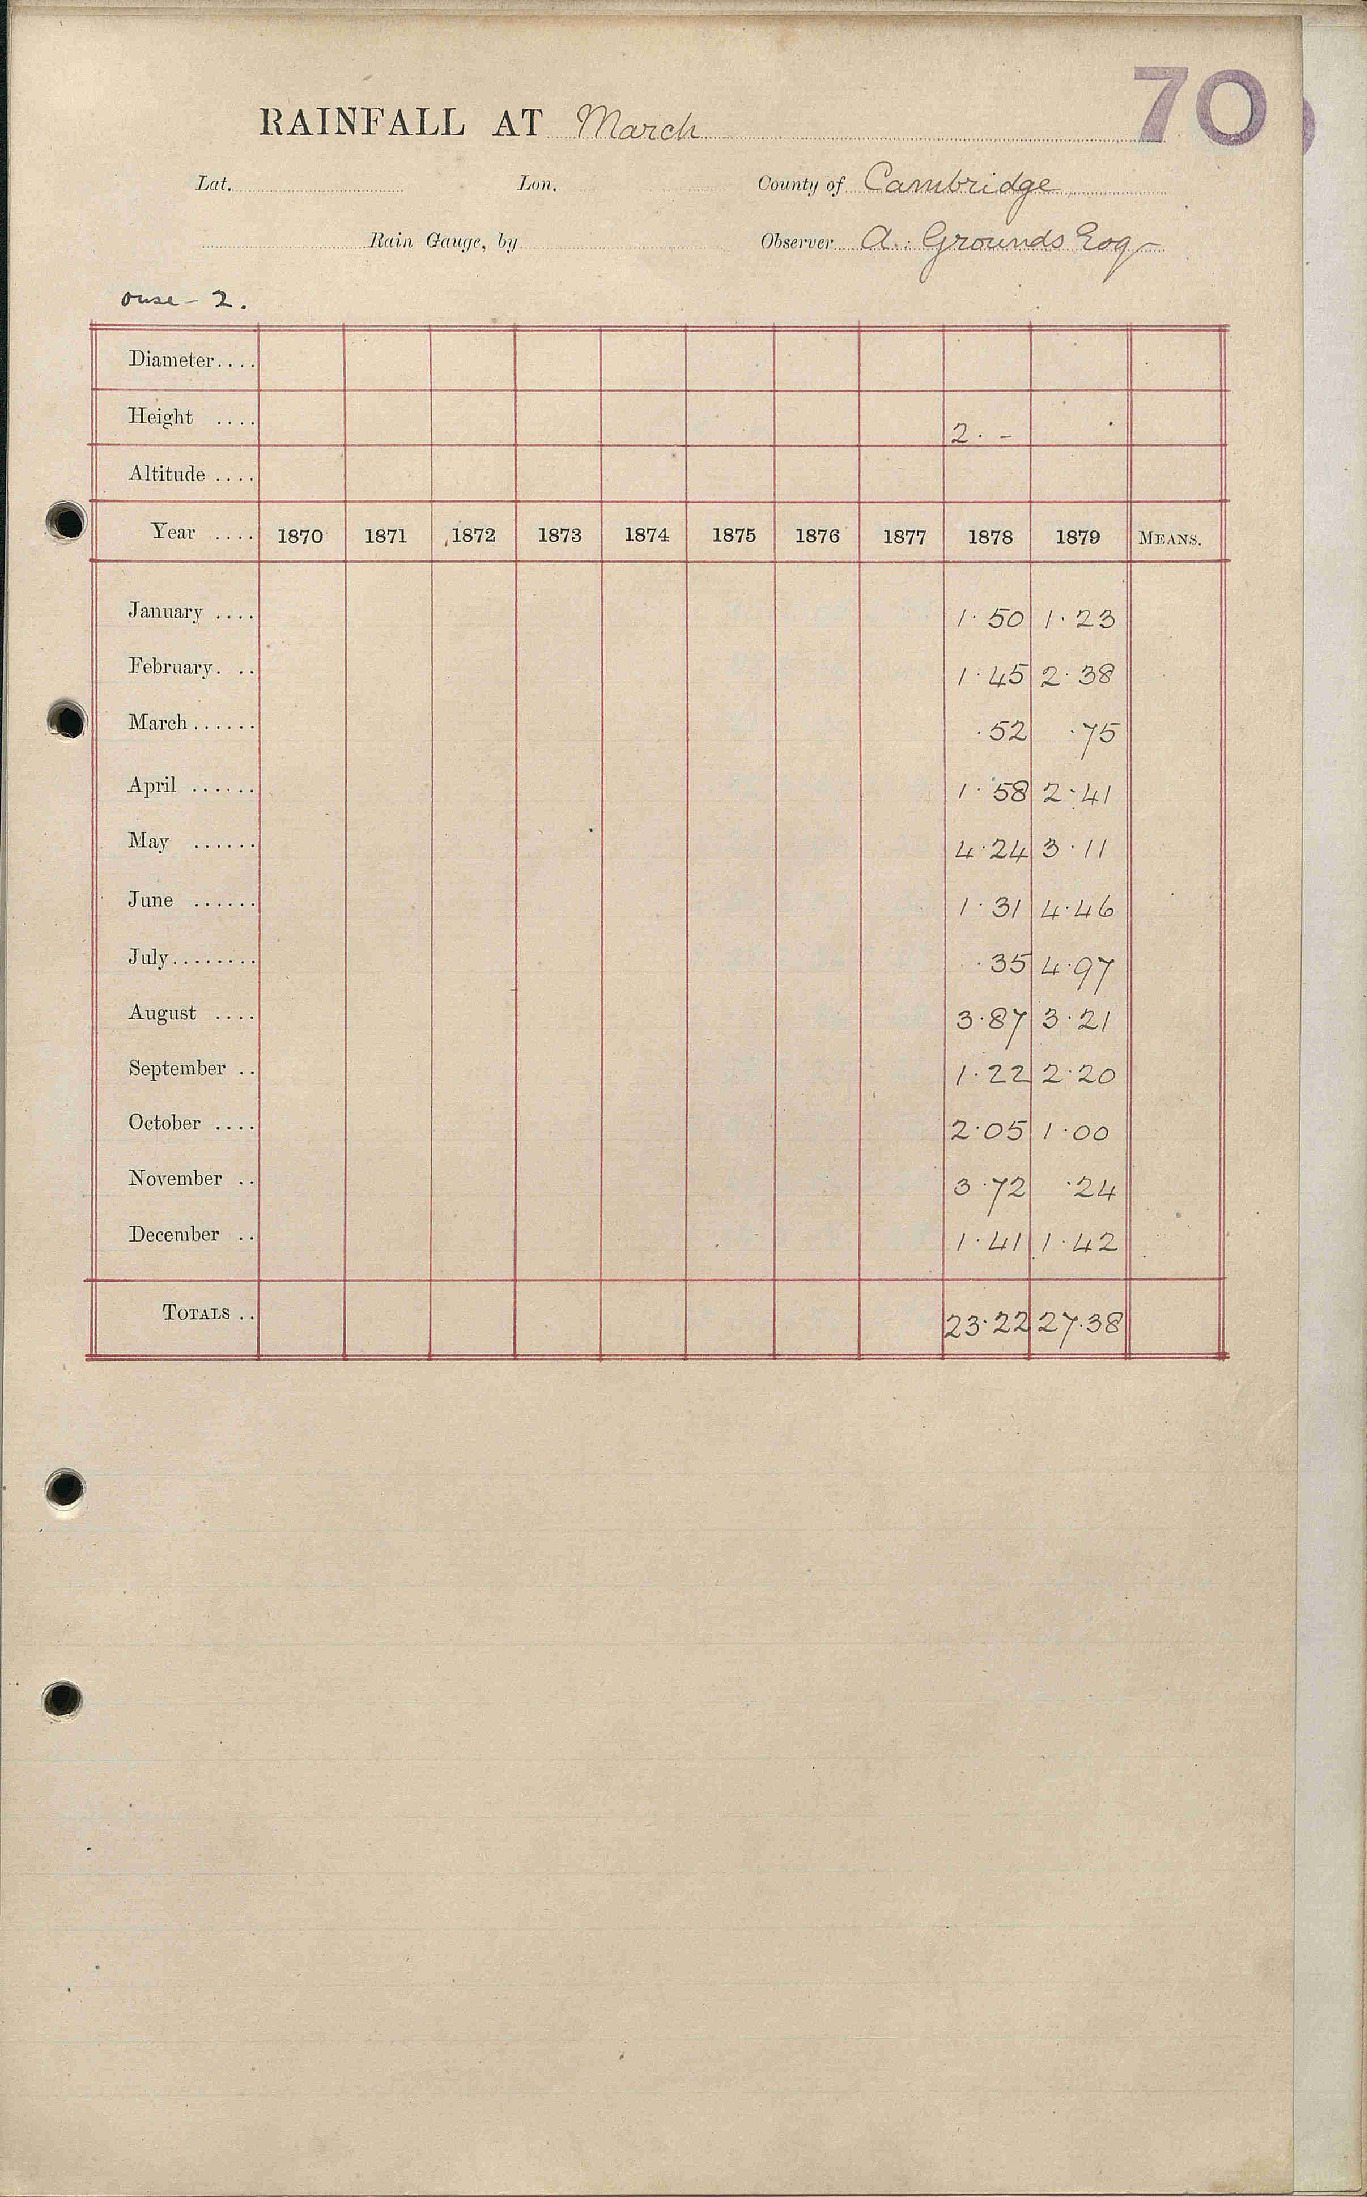 70
RAINFALL AT March
Lat. Lon. County of Cambridge
Rain Gauge, by Observer A. Grounds Esq
Ouse - 2.
Diameter....
Height .... 2. -
Altitude ....
Year .... 1870 1871 1872 1873 1874 1875 1876 1877 1878 1879 MEANS.
January .... 1.50 1.23
February. .. 1.45 2.38
March...... .52 .75
April ...... 1.58 2.41
May ...... 4.24 3.11
June ...... 1.31 4.46
July........ .35 4.97
August .... 3.87 3.21
September .. 1.22 2.20
October .... 2.05 1.00
November .. 3.72 .24
December .. 1.41 1.42
TOTALS .. 23.22 27.38